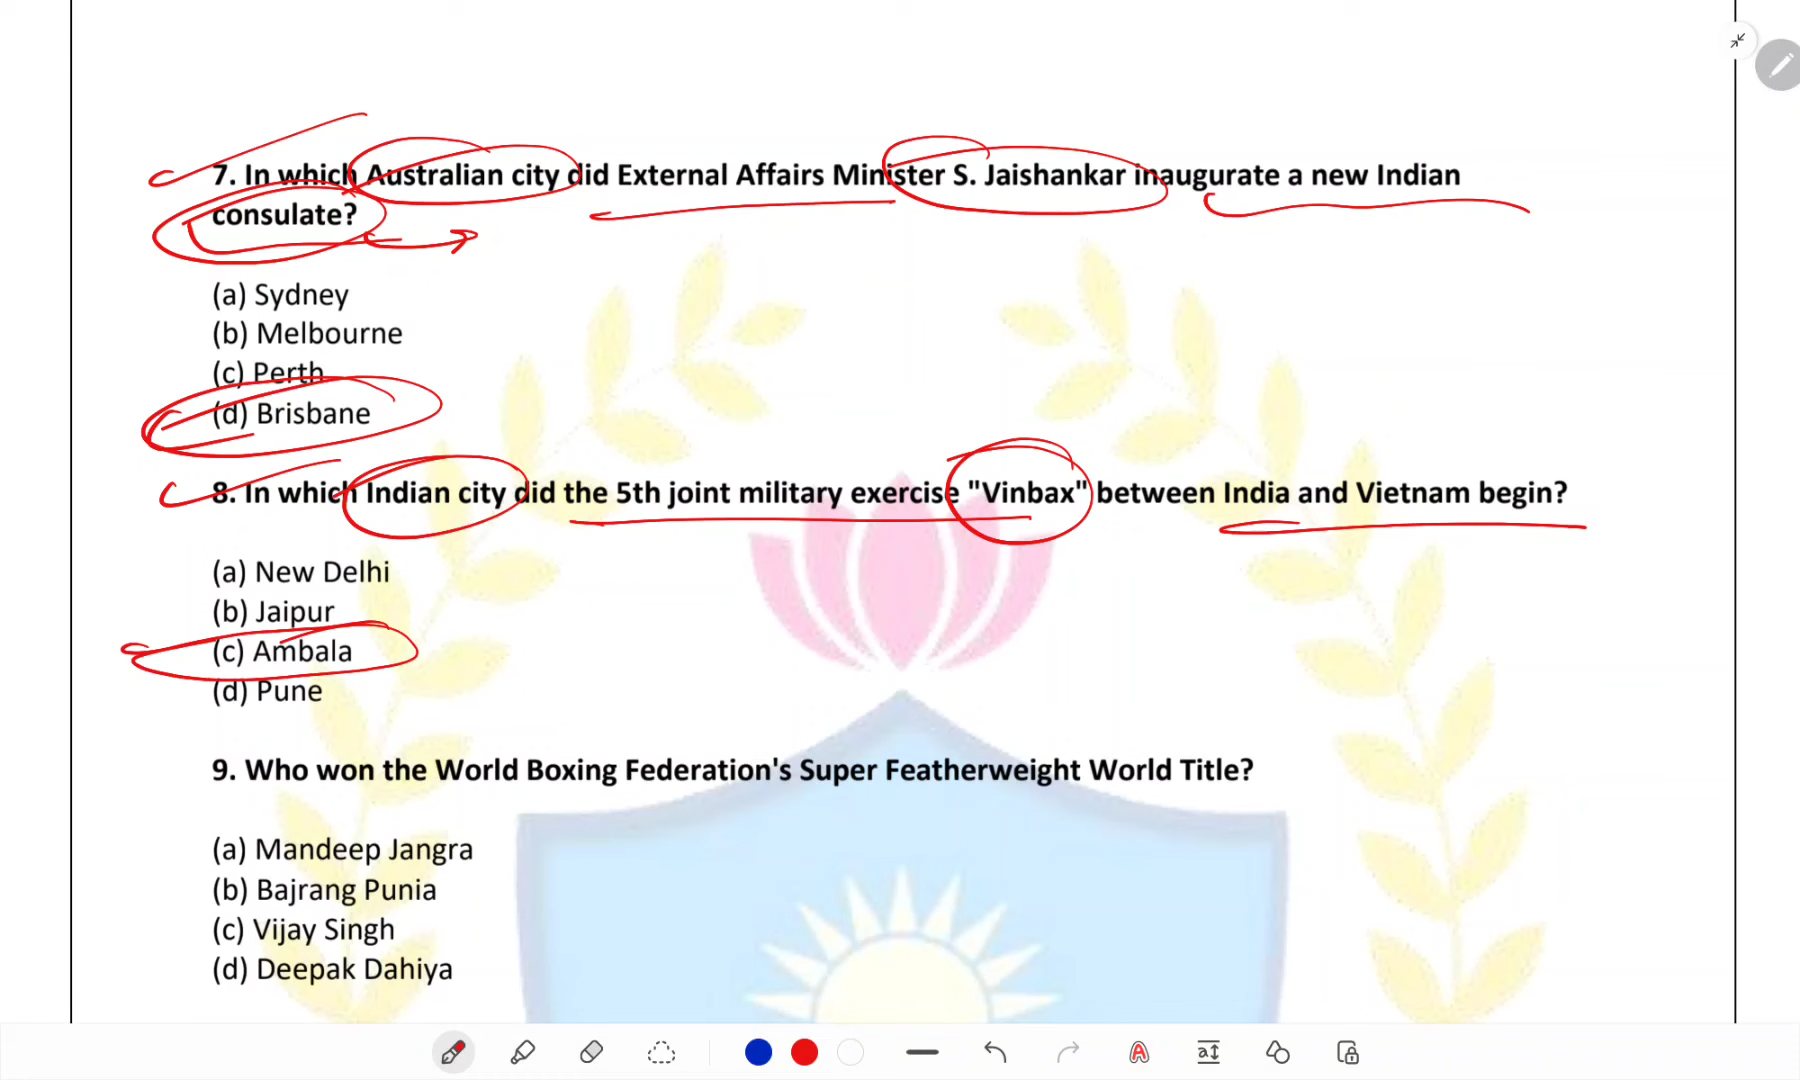 7. In which Australian city did External Affairs Minister S. Jaishankar inaugurate a new Indian
consulate?
(a) Sydney
(b) Melbourne
(c) Perth
(d) Brisbane
8. In which Indian city did the 5th joint military exercise "Vinbax" between India and Vietnam begin?
(a) New Delhi
(b) Jaipur
(c) Ambala
(d) Pune
9. Who won the World Boxing Federation's Super Featherweight World Title?
(a) Mandeep Jangra
(b) Bajrang Punia
(c) Vijay Singh
(d) Deepak Dahiya
A a